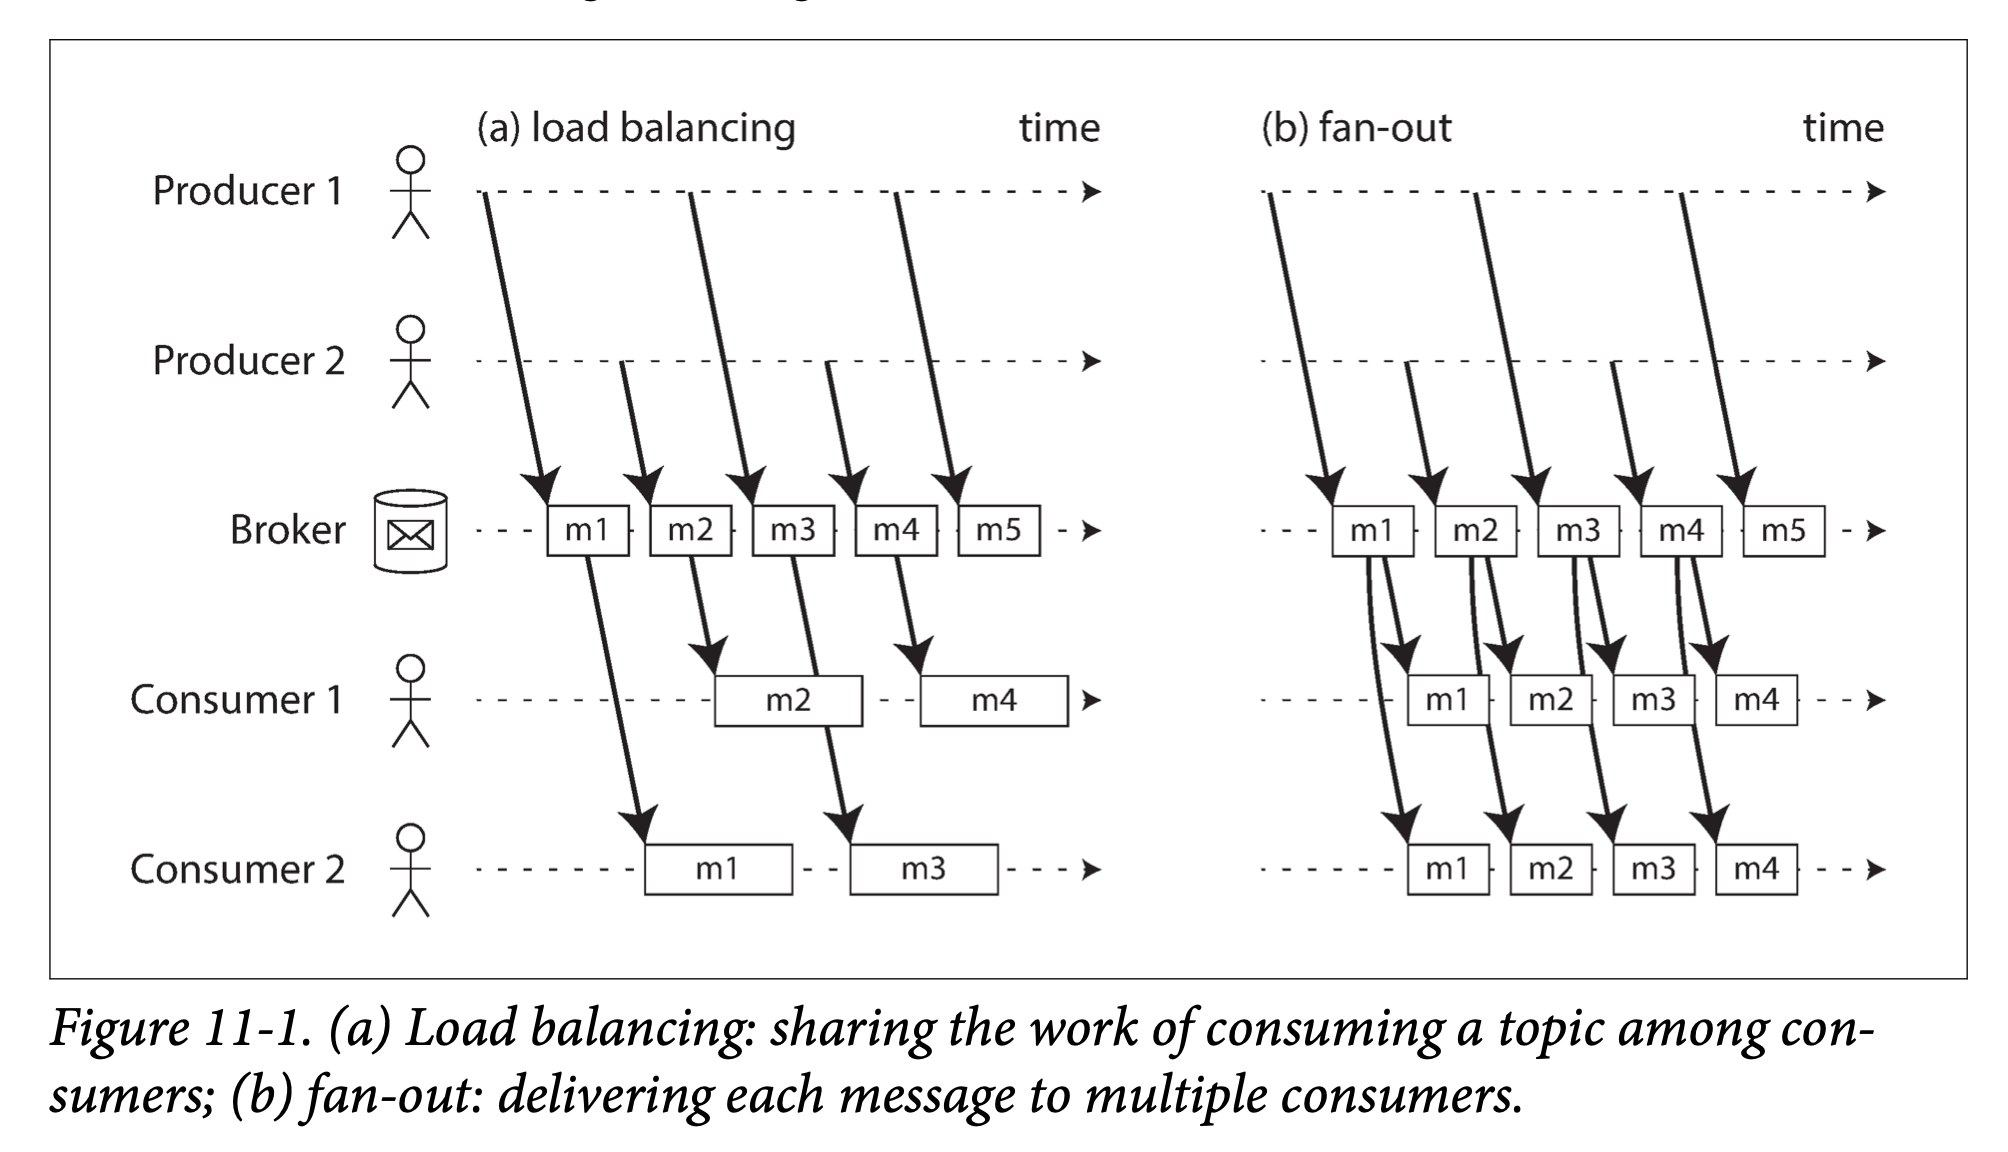 (a) load balancing time (b) fan-out time
Producer 1
Producer 2
Broker m1 m2 m3 m4 m5 m1 m2 m3 m4 m5
Consumer 1 m2 m4 m1 m2 m3 m4
Consumer 2 m1 m3 m1 m2 m3 m4
Figure 11-1. (a) Load balancing: sharing the work of consuming a topic among con-
sumers; (b) fan-out: delivering each message to multiple consumers.